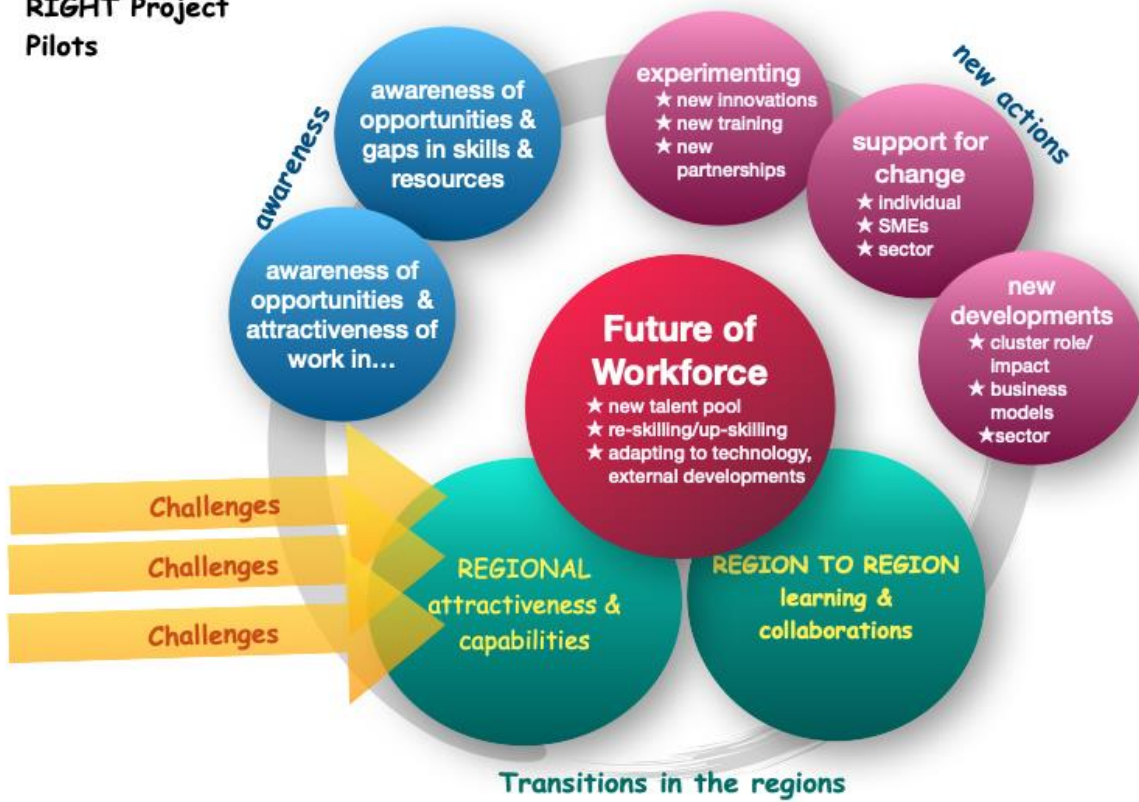 RIGHT Project
Pilots
awareness
awareness of
opportunities &
gaps in skills &
resources
awareness of
opportunities &
attractiveness of
work in...
experimenting
★ new innovations
★ new training
★ new
partnerships
new actions
support for
change
★ individual
★ SMEs
★ sector
new
developments
★ cluster role/
impact
★ business
models
★sector
Future of
Workforce
★ new talent pool
★ re-skilling/up-skilling
★ adapting to technology,
external developments
Challenges
Challenges
Challenges
REGIONAL
attractiveness &
capabilities
REGION TO REGION
learning &
collaborations
Transitions in the regions